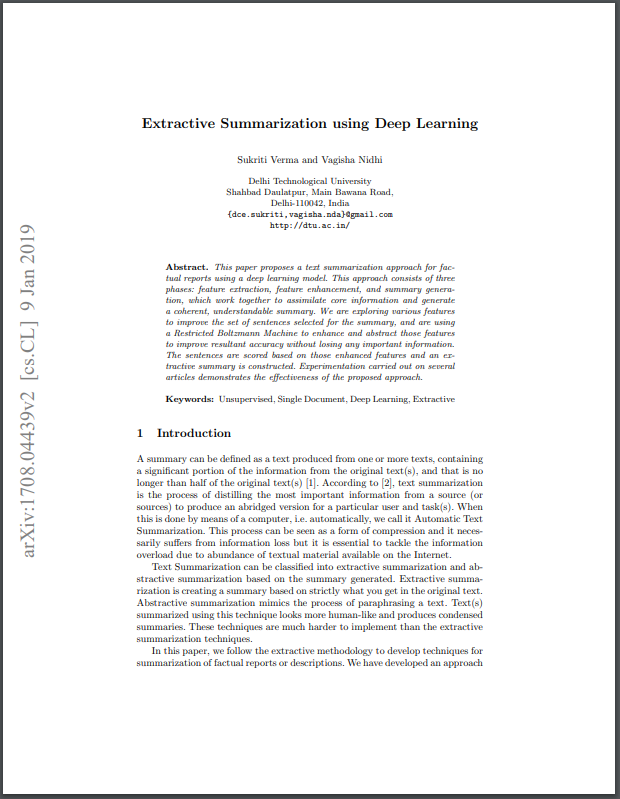 Extractive Summarization using Deep Learning
Sukriti Verma and Vagisha Nidhi
Delhi Technological University
Shahbad Daulatpur, Main Bawana Road,
Delhi-110042, India
{dce.sukriti,vagisha.nda}@gmail.com
http://dtu.ac.in/
Abstract. This paper proposes a text summarization approach for fac-
tual reports using a deep learning model. This approach consists of three
phases: feature extraction, feature enhancement, and summary genera-
tion, which work together to assimilate core information and generate
a coherent, understandable summary. We are exploring various features
to improve the set of sentences selected for the summary, and are using
a Restricted Boltzmann Machine to enhance and abstract those features
to improve resultant accuracy without losing any important information.
The sentences are scored based on those enhanced features and an ex-
tractive summary is constructed. Experimentation carried out on several
articles demonstrates the effectiveness of the proposed approach.
Keywords: Unsupervised, Single Document, Deep Learning, Extractive
1 Introduction
A summary can be defined as a text produced from one or more texts, containing
a significant portion of the information from the original text(s), and that is no
longer than half of the original text(s) [1]. According to [2], text summarization
is the process of distilling the most important information from a source (or
sources) to produce an abridged version for a particular user and task(s). When
this is done by means of a computer, i.e. automatically, we call it Automatic Text
Summarization. This process can be seen as a form of compression and it neces-
sarily suffers from information loss but it is essential to tackle the information
overload due to abundance of textual material available on the Internet.
Text Summarization can be classified into extractive summarization and ab-
stractive summarization based on the summary generated. Extractive summa-
rization is creating a summary based on strictly what you get in the original text.
Abstractive summarization mimics the process of paraphrasing a text. Text(s)
summarized using this technique looks more human-like and produces condensed
summaries. These techniques are much harder to implement than the extractive
summarization techniques.
In this paper, we follow the extractive methodology to develop techniques for
summarization of factual reports or descriptions. We have developed an approach
arXiv:1708.04439v2 [cs.CL] 9 Jan 2019